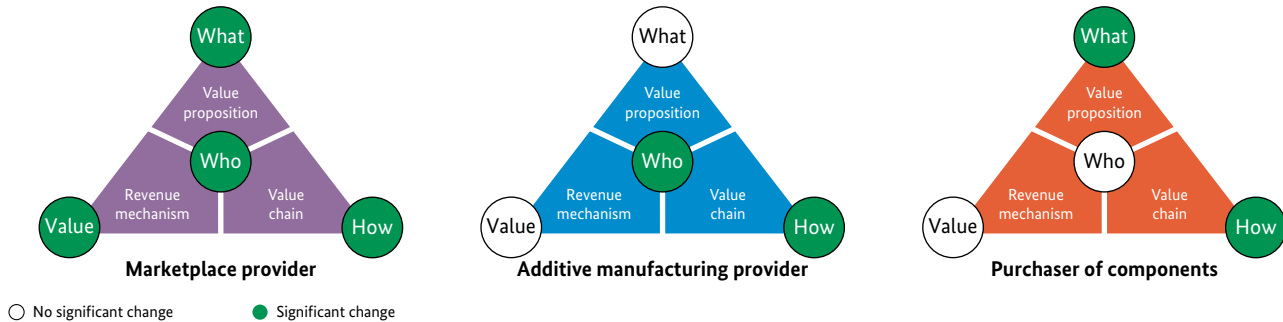 What
Value
proposition
Who
Revenue
mechanism
Value
chain
Value
How
Marketplace provider
What
Value
proposition
Who
Revenue
mechanism
Value
chain
Value
How
Additive manufacturing provider
What
Value
proposition
Who
Revenue
mechanism
Value
chain
Value
How
Purchaser of components
No significant change
Significant change